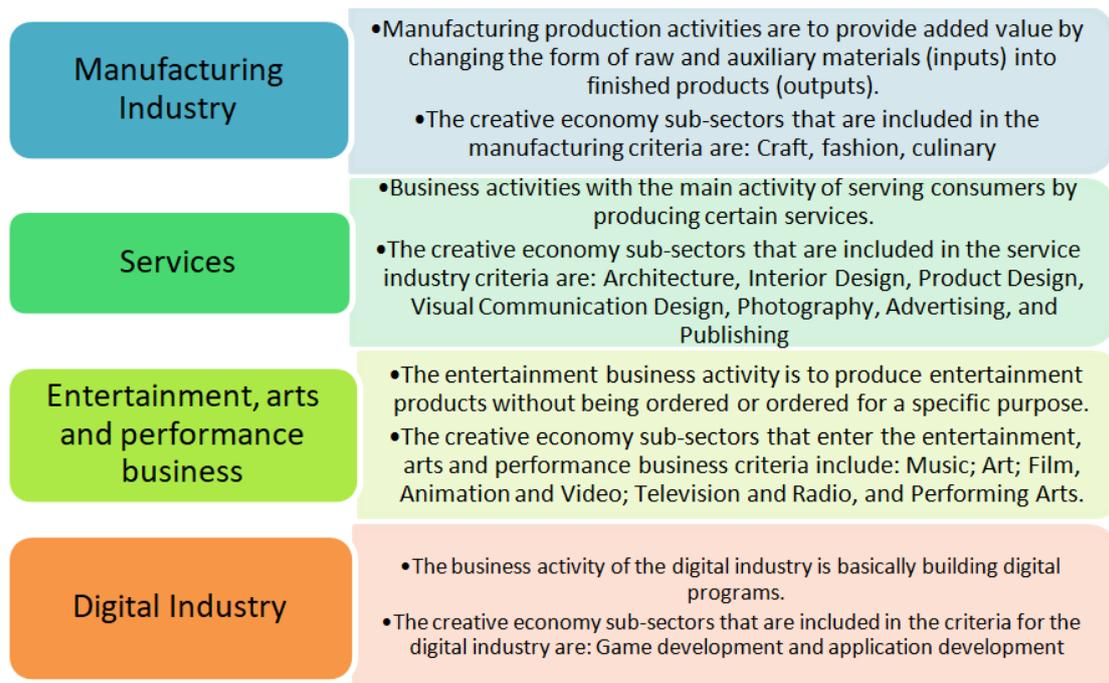 Manufacturing
Industry
•Manufacturing production activities are to provide added value by
changing the form of raw and auxiliary materials (inputs) into
finished products (outputs).
•The creative economy sub-sectors that are included in the
manufacturing criteria are: Craft, fashion, culinary
Services
•Business activities with the main activity of serving consumers by
producing certain services.
•The creative economy sub-sectors that are included in the service
industry criteria are: Architecture, Interior Design, Product Design,
Visual Communication Design, Photography, Advertising, and
Publishing
Entertainment, arts
and performance
business
•The entertainment business activity is to produce entertainment
products without being ordered or ordered for a specific purpose.
•The creative economy sub-sectors that enter the entertainment,
arts and performance business criteria include: Music; Art; Film,
Animation and Video; Television and Radio, and Performing Arts.
Digital Industry
•The business activity of the digital industry is basically building digital
programs.
•The creative economy sub-sectors that are included in the criteria for the
digital industry are: Game development and application development